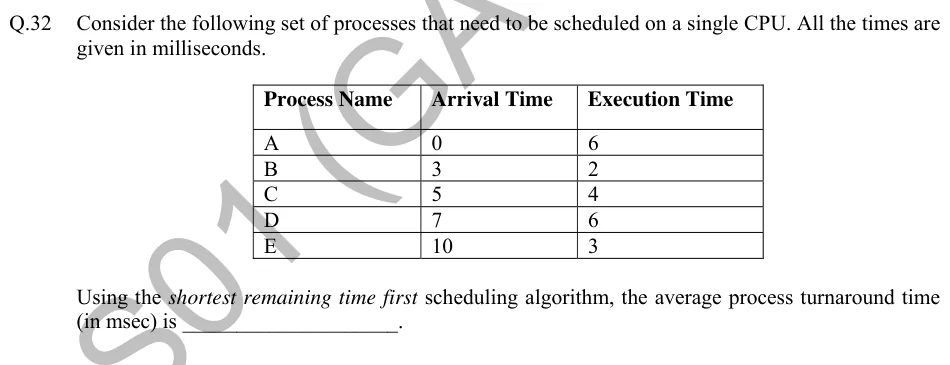 Q.32 Consider the following set of processes that need to be scheduled on a single CPU. All the times are
given in milliseconds.
Process Name Arrival Time Execution Time
A 0 6
B 3 2
C 5 4
D 7 6
E 10 3
Using the shortest remaining time first scheduling algorithm, the average process turnaround time
(in msec) is ____________________.
S01 (GA